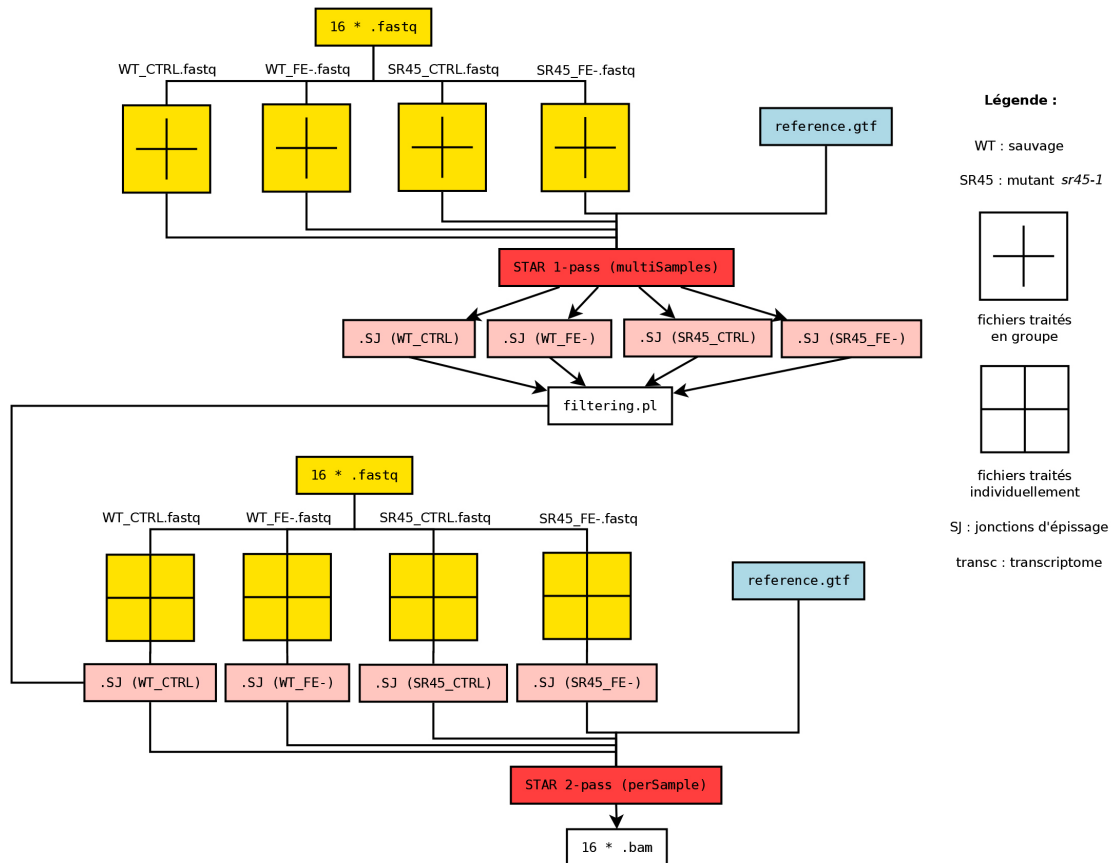 16 * .fastq
WT_CTRL.fastq
WT_FE-.fastq
SR45_CTRL.fastq
SR45_FE-.fastq
reference.gtf
STAR 1-pass (multiSamples)
.SJ (WT_CTRL)
.SJ (WT_FE-)
.SJ (SR45_CTRL)
.SJ (SR45_FE-)
filtering.pl
16 * .fastq
WT_CTRL.fastq
WT_FE-.fastq
SR45_CTRL.fastq
SR45_FE-.fastq
reference.gtf
.SJ (WT_CTRL)
.SJ (WT_FE-)
.SJ (SR45_CTRL)
.SJ (SR45_FE-)
STAR 2-pass (perSample)
16 * .bam
Légende :
WT : sauvage
SR45 : mutant sr45-1
fichiers traités
en groupe
fichiers traités
individuellement
SJ : jonctions d'épissage
transc : transcriptome